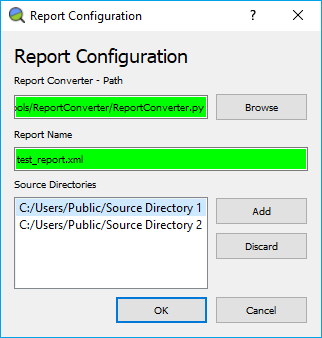 Report Configuration
Report Configuration
Report Converter - Path
ools/ReportConverter/ReportConverter.py
Browse
Report Name
test_report.xml
Source Directories
C:/Users/Public/Source Directory 1
C:/Users/Public/Source Directory 2
Add
Discard
OK
Cancel